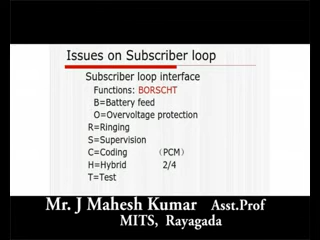 Issues on Subscriber loop
Subscriber loop interface
Functions: BORSCHT
B=Battery feed
O=Overvoltage protection
R=Ringing
S=Supervision
C=Coding （PCM）
H=Hybrid 2/4
T=Test
Mr. J Mahesh Kumar Asst.Prof
MITS, Rayagada